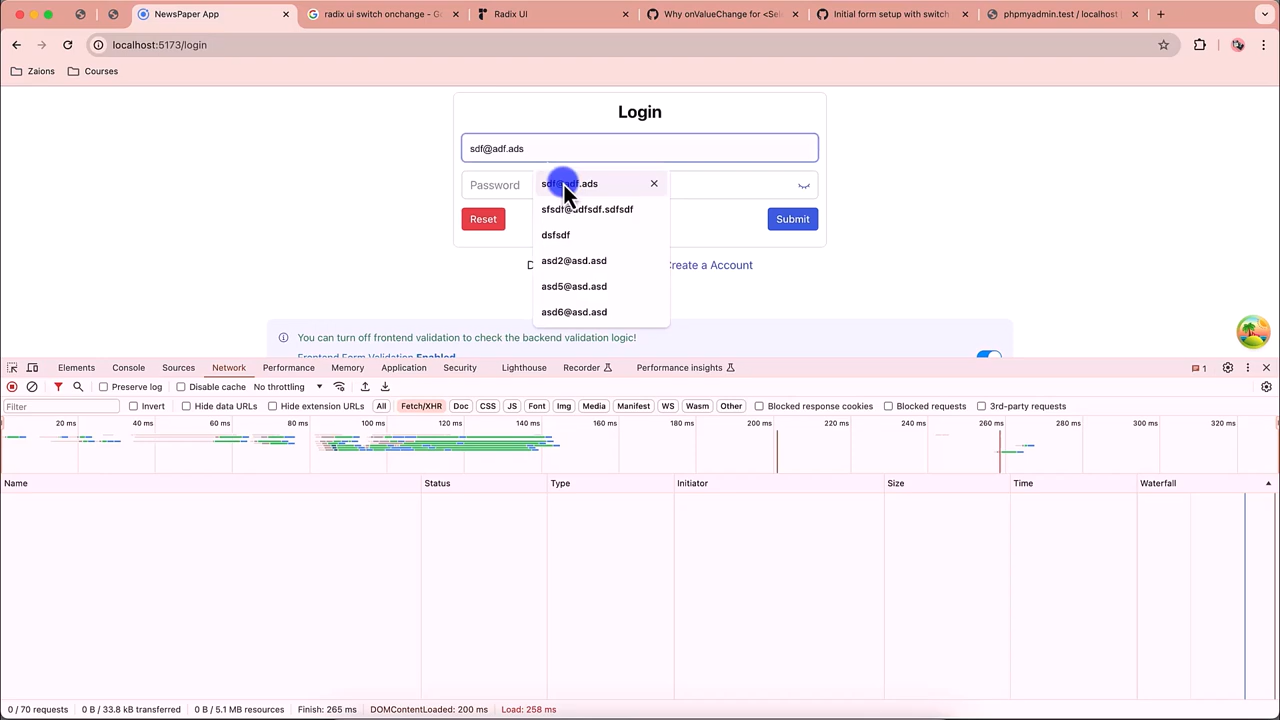 NewsPaper App
radix ui switch onchange - G
Radix UI
Why onValueChange for <Sel
Initial form setup with switch
phpmyadmin.test / localhost
localhost:5173/login
Zaions
Courses
Login
sdf@adf.ads
Password
sdf@adf.ads
sfsdf@sdfsdf.sdfsdf
dsfsdf
asd2@asd.asd
asd5@asd.asd
asd6@asd.asd
Reset
Submit
D
Create a Account
You can turn off frontend validation to check the backend validation logic!
Frontend Form Validation Enabled
Elements Console Sources Network Performance Memory Application Security Lighthouse Recorder Performance insights
1
Preserve log Disable cache No throttling
Filter Invert Hide data URLs Hide extension URLs All Fetch/XHR Doc CSS JS Font Img Media Manifest WS Wasm Other Blocked response cookies Blocked requests 3rd-party requests
20 ms 40 ms 60 ms 80 ms 100 ms 120 ms 140 ms 160 ms 180 ms 200 ms 220 ms 240 ms 260 ms 280 ms 300 ms 320 ms
Name Status Type Initiator Size Time Waterfall
0 / 70 requests 0 B / 33.8 kB transferred 0 B / 5.1 MB resources Finish: 265 ms DOMContentLoaded: 200 ms Load: 258 ms